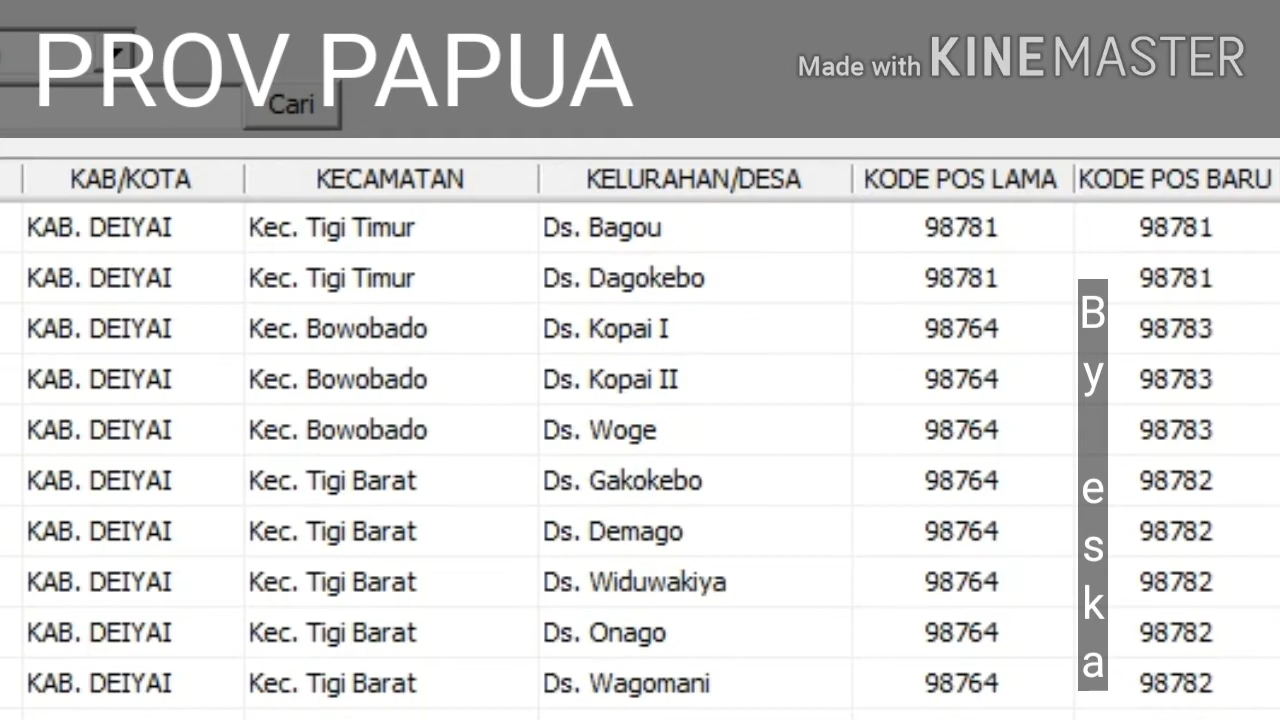 PROV PAPUA
Made with KINEMASTER
Cari
KAB/KOTA KECAMATAN KELURAHAN/DESA KODE POS LAMA KODE POS BARU
KAB. DEIYAI Kec. Tigi Timur Ds. Bagou 98781 98781
KAB. DEIYAI Kec. Tigi Timur Ds. Dagokebo 98781 98781
KAB. DEIYAI Kec. Bowobado Ds. Kopai I 98764 98783
KAB. DEIYAI Kec. Bowobado Ds. Kopai II 98764 98783
KAB. DEIYAI Kec. Bowobado Ds. Woge 98764 98783
KAB. DEIYAI Kec. Tigi Barat Ds. Gakokebo 98764 98782
KAB. DEIYAI Kec. Tigi Barat Ds. Demago 98764 98782
KAB. DEIYAI Kec. Tigi Barat Ds. Widuwakiya 98764 98782
KAB. DEIYAI Kec. Tigi Barat Ds. Onago 98764 98782
KAB. DEIYAI Kec. Tigi Barat Ds. Wagomani 98764 98782
By eska